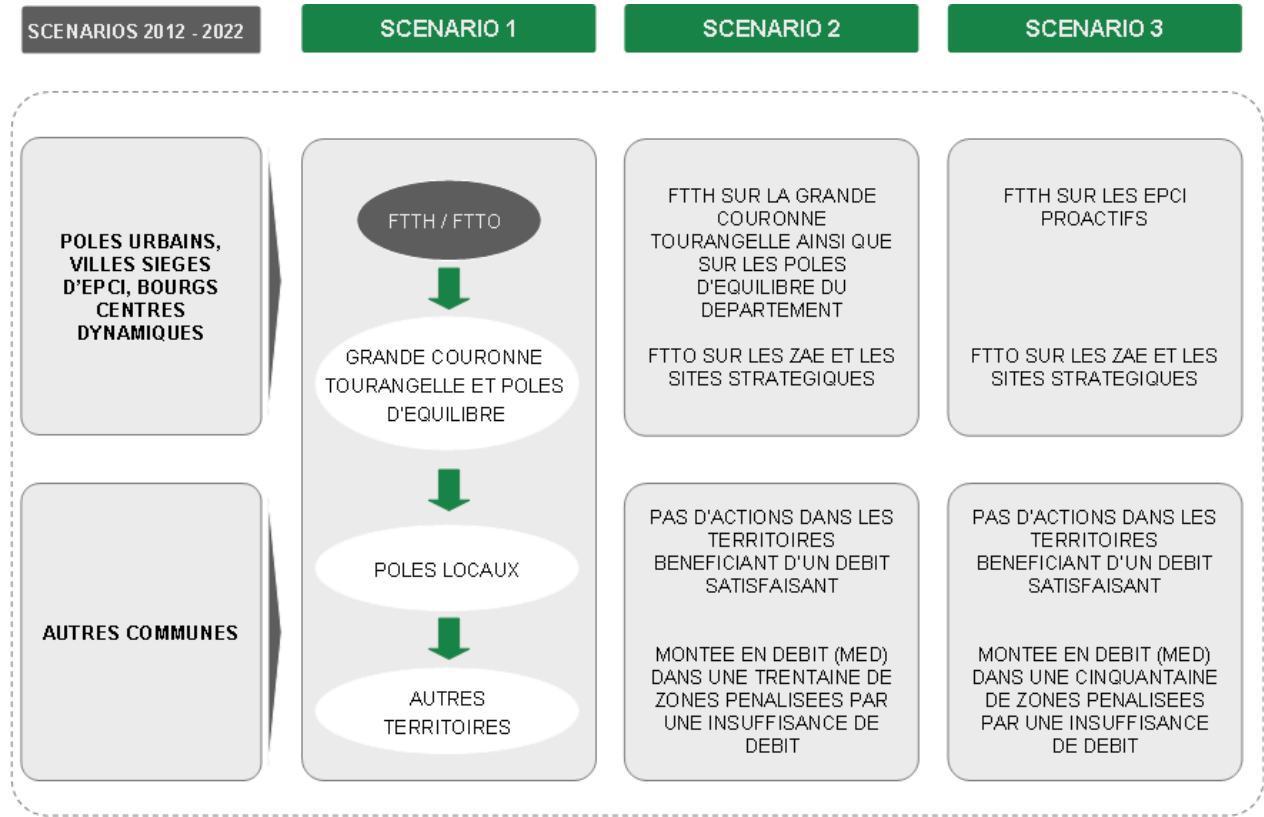 SCENARIOS 2012 - 2022
SCENARIO 1
SCENARIO 2
SCENARIO 3
POLES URBAINS,
VILLES SIEGES
D'EPCI, BOURGS
CENTRES
DYNAMIQUES
FTTH / FTTO
GRANDE COURONNE
TOURANGELLE ET POLES
D'EQUILIBRE
POLES LOCAUX
AUTRES
TERRITOIRES
FTTH SUR LA GRANDE
COURONNE
TOURANGELLE AINSI QUE
SUR LES POLES
D'EQUILIBRE DU
DEPARTEMENT
FTTO SUR LES ZAE ET LES
SITES STRATEGIQUES
FTTH SUR LES EPCI
PROACTIFS
FTTO SUR LES ZAE ET LES
SITES STRATEGIQUES
AUTRES COMMUNES
PAS D'ACTIONS DANS LES
TERRITOIRES
BENEFICIANT D'UN DEBIT
SATISFAISANT
MONTEE EN DEBIT (MED)
DANS UNE TRENTAINE DE
ZONES PENALISEES PAR
UNE INSUFFISANCE DE
DEBIT
PAS D'ACTIONS DANS LES
TERRITOIRES
BENEFICIANT D'UN DEBIT
SATISFAISANT
MONTEE EN DEBIT (MED)
DANS UNE CINQUANTAINE
DE ZONES PENALISEES
PAR UNE INSUFFISANCE
DE DEBIT